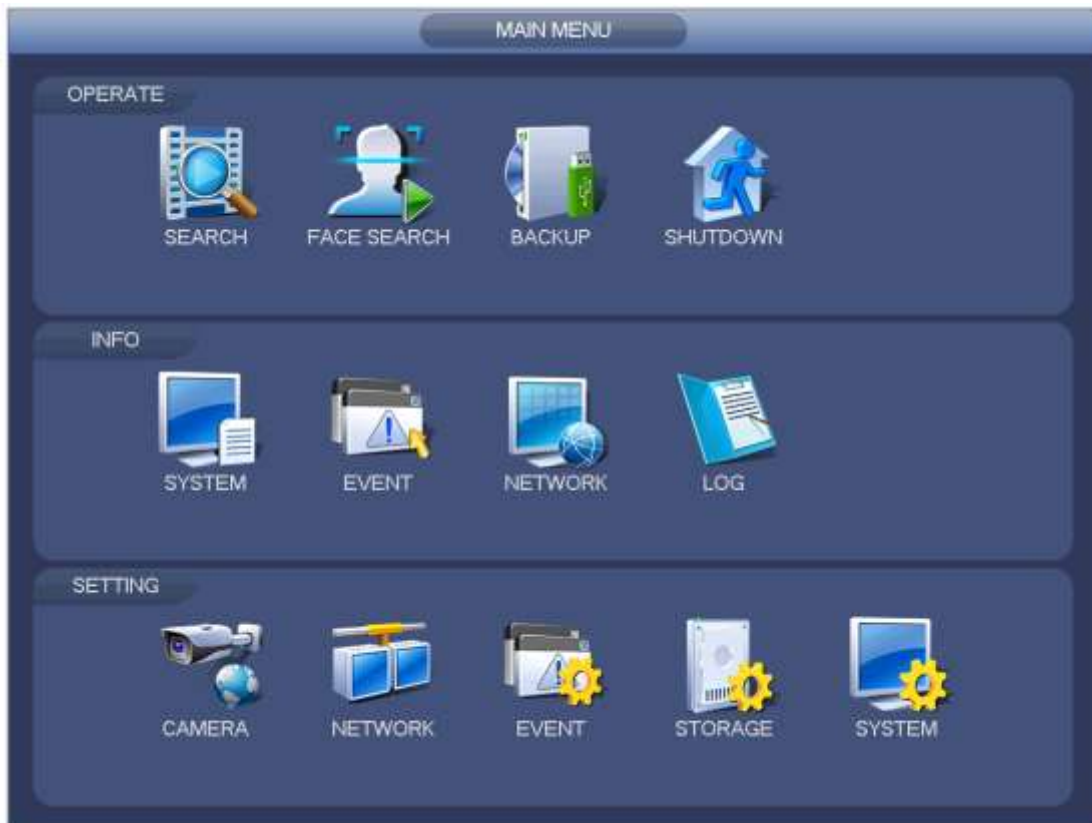 MAIN MENU
OPERATE
SEARCH FACE SEARCH BACKUP SHUTDOWN
INFO
SYSTEM EVENT NETWORK LOG
SETTING
CAMERA NETWORK EVENT STORAGE SYSTEM